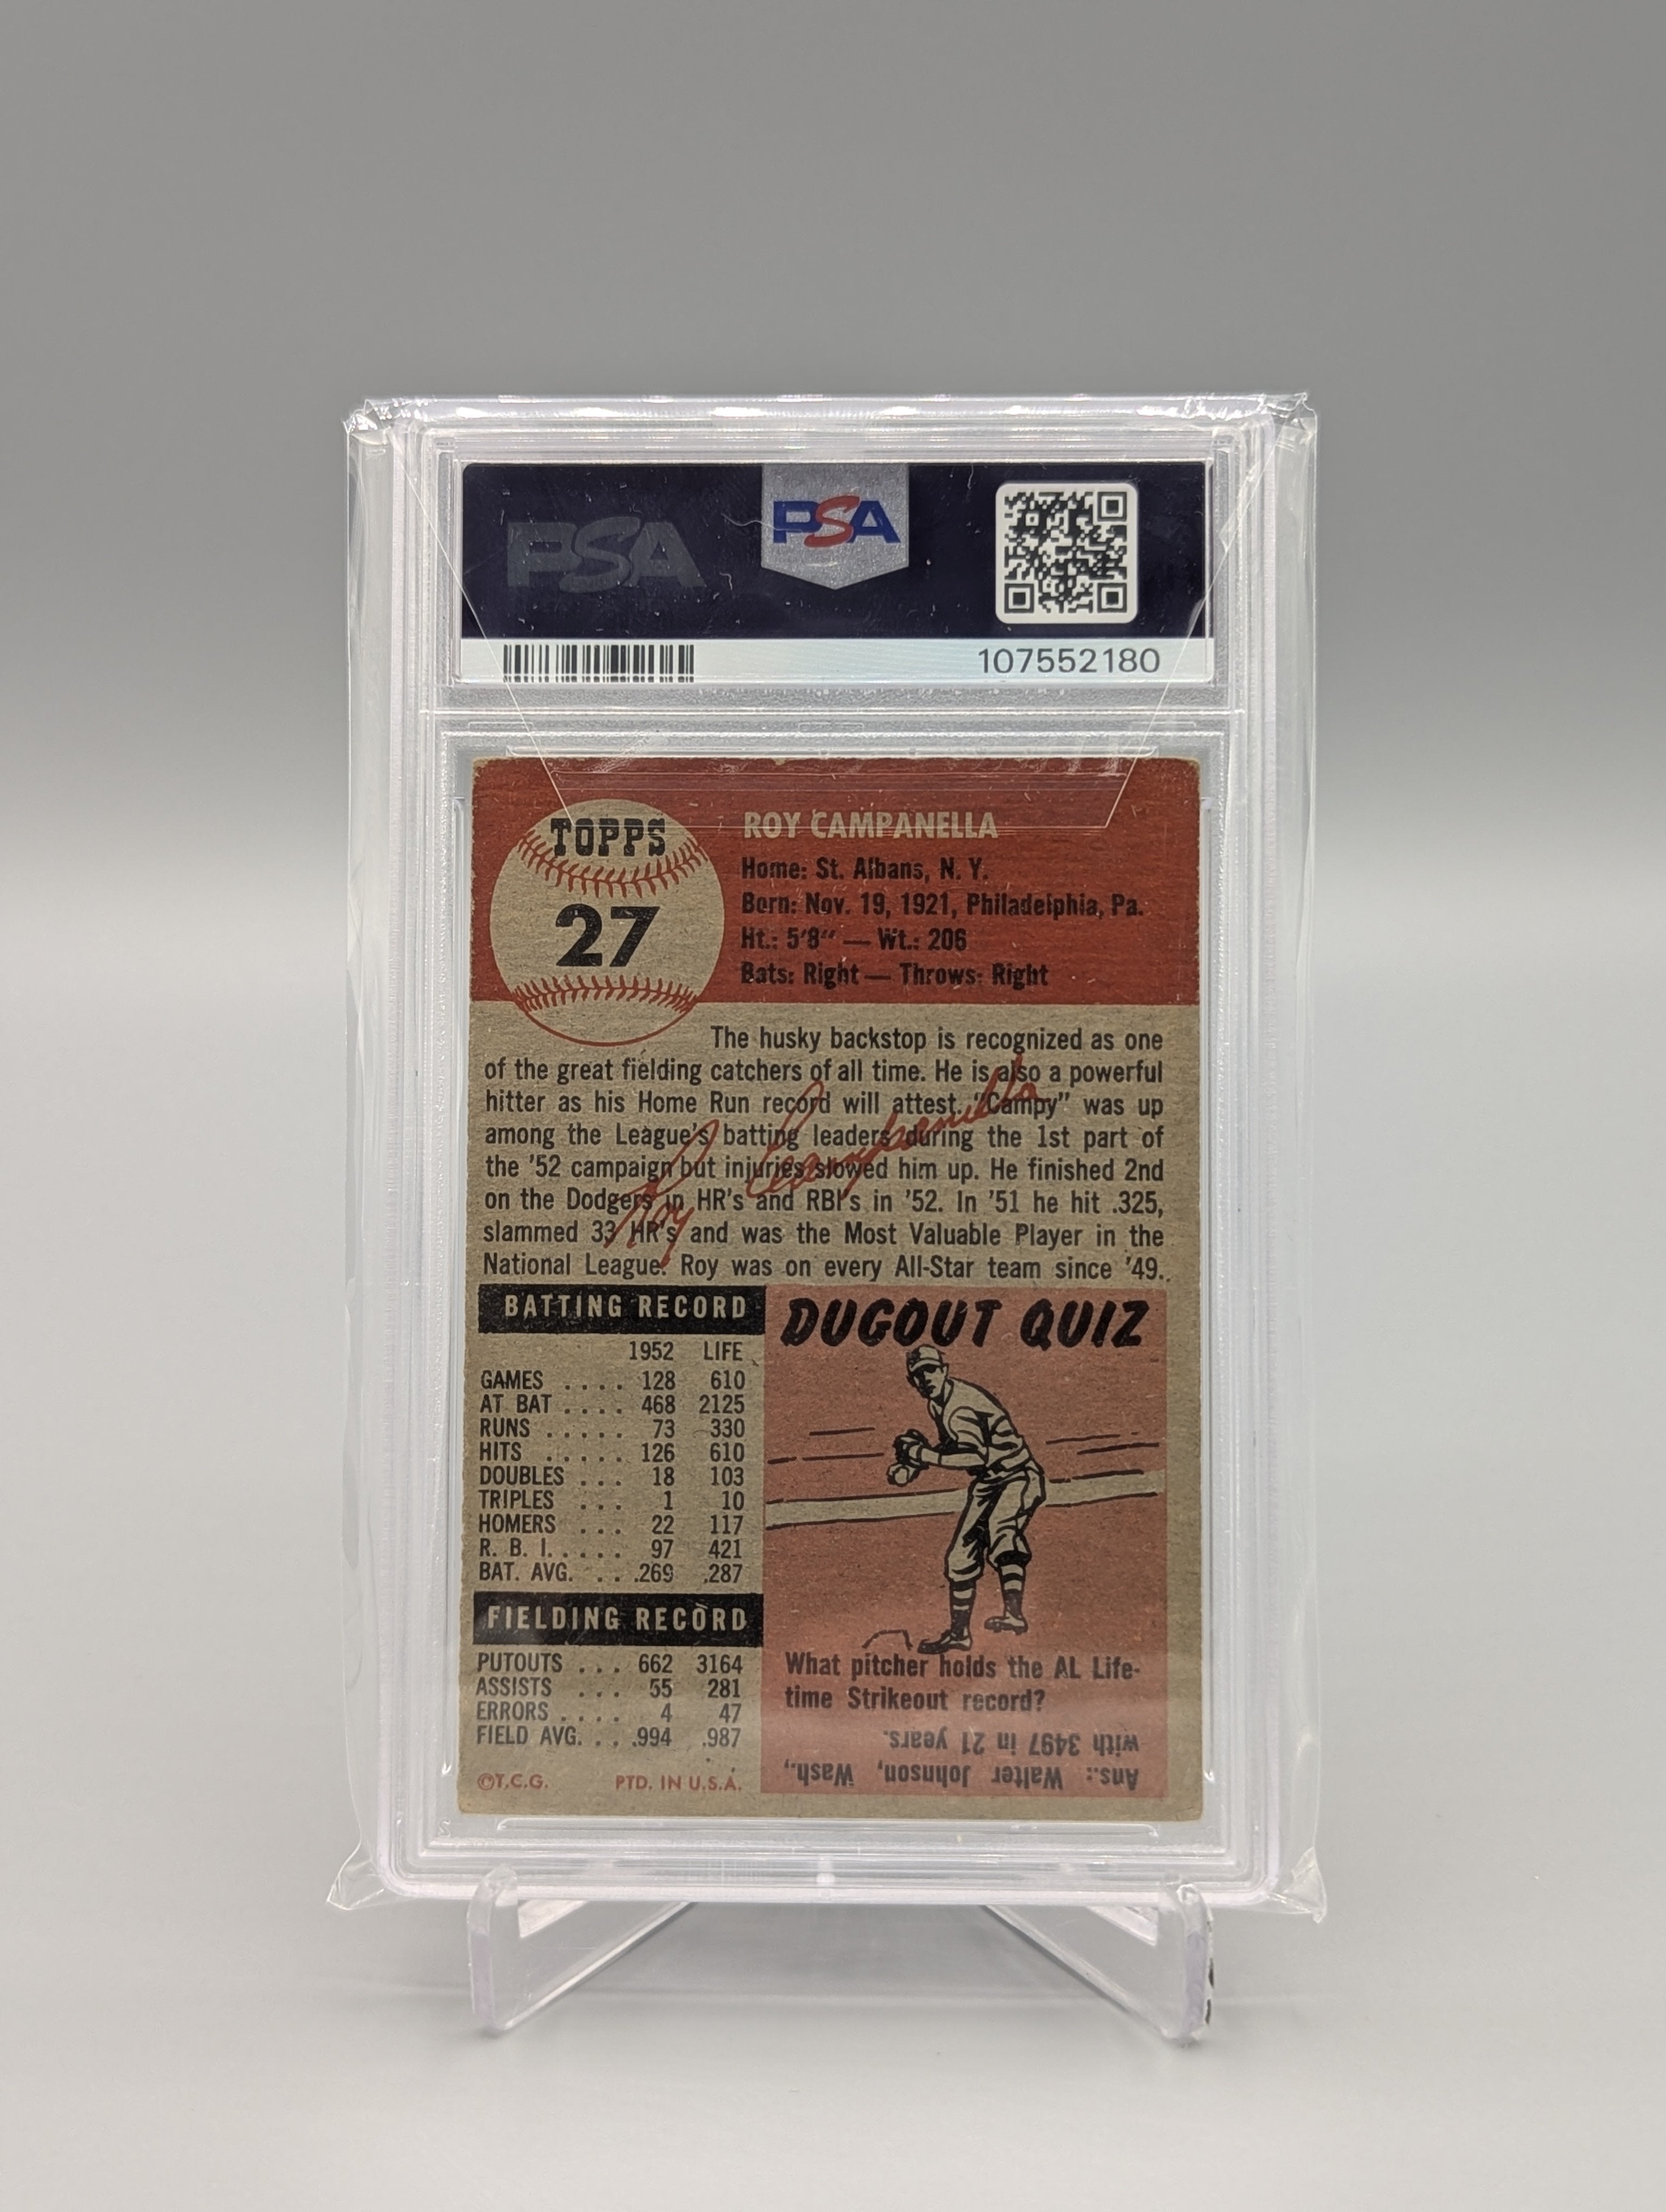 PSA
PSA
107552180
TOPPS
27
ROY CAMPANELLA
Home: St. Albans, N. Y.
Born: Nov. 19, 1921, Philadelphia, Pa.
Ht.: 5'8" — Wt.: 206
Bats: Right — Throws: Right
The husky backstop is recognized as one
of the great fielding catchers of all time. He is also a powerful
hitter as his Home Run record will attest. "Campy" was up
among the League's batting leaders during the 1st part of
the '52 campaign but injuries slowed him up. He finished 2nd
on the Dodgers in HR's and RBI's in '52. In '51 he hit .325,
slammed 33 HR's and was the Most Valuable Player in the
National League. Roy was on every All-Star team since '49.
Roy Campanella
BATTING RECORD
1952 LIFE
GAMES . . . . 128 610
AT BAT . . . . 468 2125
RUNS . . . . . 73 330
HITS . . . . . 126 610
DOUBLES . . . 18 103
TRIPLES . . . 1 10
HOMERS . . . 22 117
R. B. I. . . . . 97 421
BAT. AVG. . . .269 .287
FIELDING RECORD
PUTOUTS . . . 662 3164
ASSISTS . . . 55 281
ERRORS . . . . 4 47
FIELD AVG. . . .994 .987
©T.C.G. PTD. IN U.S.A.
DUGOUT QUIZ
What pitcher holds the AL Life-
time Strikeout record?
Ans.: Walter Johnson, Wash.,
with 3497 in 21 years.